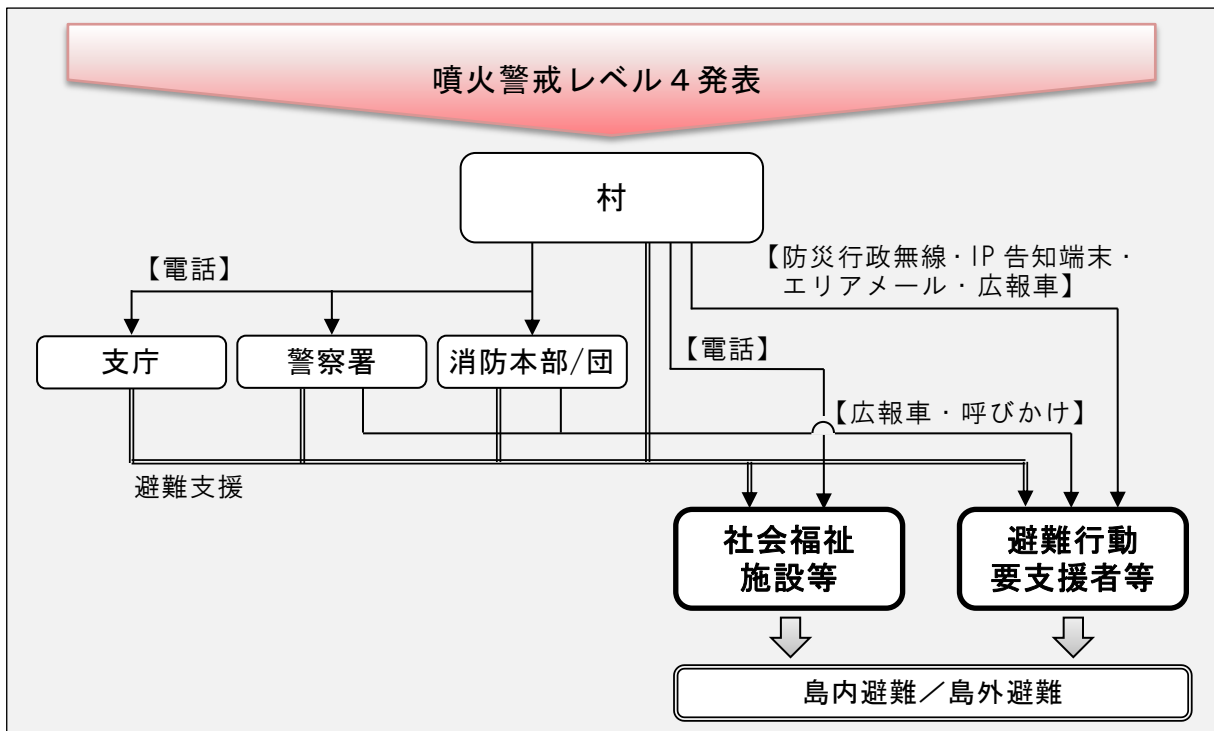 噴火警戒レベル４発表
村
【電話】
【防災行政無線・IP 告知端末・
エリアメール・広報車】
支庁
警察署
消防本部/団
【電話】
【広報車・呼びかけ】
避難支援
社会福祉
施設等
避難行動
要支援者等
島内避難／島外避難